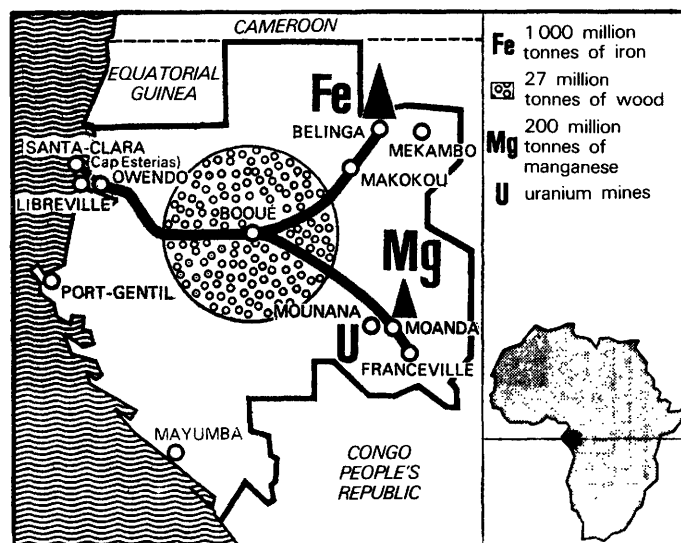 CAMEROON
EQUATORIAL
GUINEA
Fe
BELINGA
MEKAMBO
SANTA-CLARA
(Cap Esterias)
OWENDO
LIBREVILLE
MAKOKOU
BOOUÉ
Mg
PORT-GENTIL
MOUNANA
U
MOANDA
FRANCEVILLE
MAYUMBA
CONGO
PEOPLE'S
REPUBLIC
Fe 1 000 million
tonnes of iron
27 million
tonnes of wood
Mg 200 million
tonnes of
manganese
U uranium mines